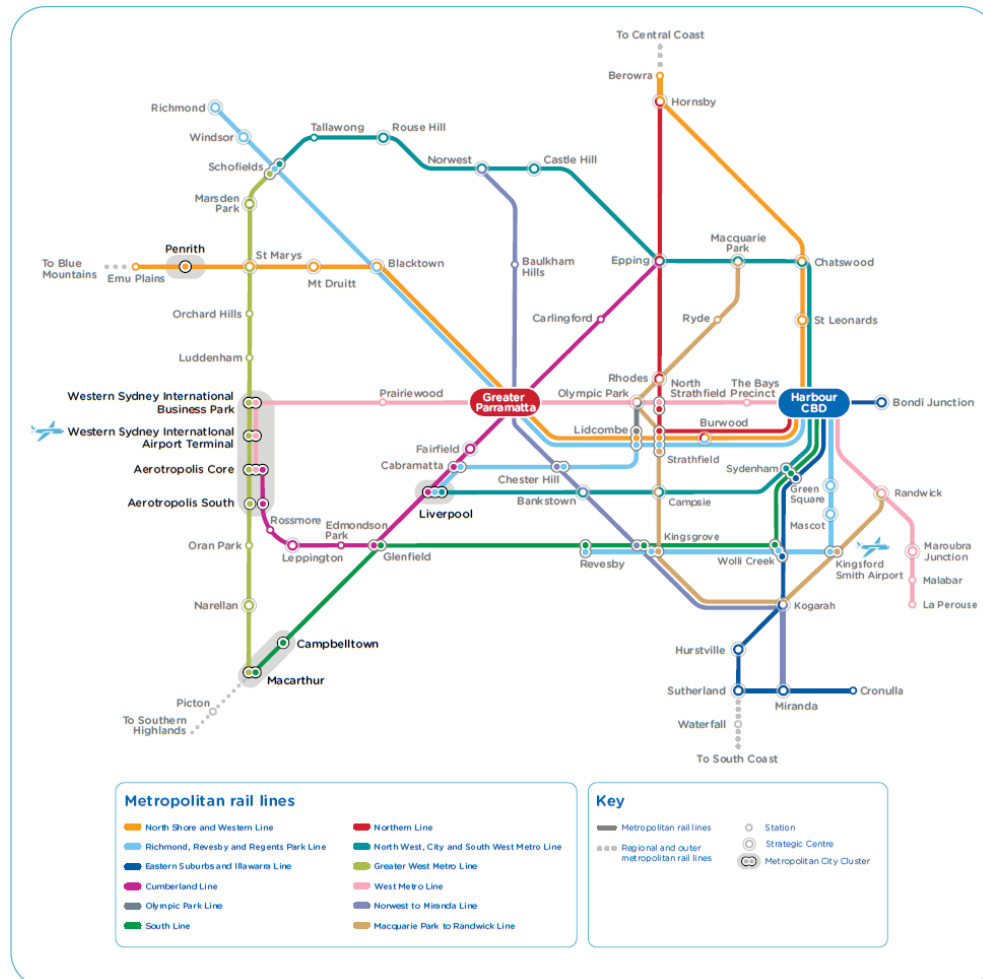 To Central Coast
Berowra
Hornsby
Richmond
Windsor
Tallawong
Rouse Hill
Schofields
Norwest
Castle Hill
Marsden
Park
Macquarie
Park
Penrith
To Blue
Mountains
Emu Plains
St Marys
Mt Druitt
Blacktown
Baulkham
Hills
Epping
Chatswood
Orchard Hills
Carlingford
Ryde
St Leonards
Luddenham
Western Sydney International
Business Park
Prairiewood
Greater
Parramatta
Rhodes
Olympic Park
North
Strathfield
The Bays
Precinct
Harbour
CBD
Bondi Junction
Western Sydney International
Airport Terminal
Lidcombe
Burwood
Fairfield
Cabramatta
Strathfield
Aerotropolis Core
Chester Hill
Sydenham
Green
Square
Randwick
Aerotropolis South
Liverpool
Bankstown
Campsie
Mascot
Rossmore
Edmondson
Park
Oran Park
Leppington
Glenfield
Revesby
Kingsgrove
Wolli Creek
Kingsford
Smith Airport
Maroubra
Junction
Malabar
La Perouse
Narellan
Kogarah
Campbelltown
Hurstville
Macarthur
Picton
To Southern
Highlands
Sutherland
Miranda
Cronulla
Waterfall
To South Coast
Metropolitan rail lines
North Shore and Western Line
Richmond, Revesby and Regents Park Line
Eastern Suburbs and Illawarra Line
Cumberland Line
Olympic Park Line
South Line
Northern Line
North West, City and South West Metro Line
Greater West Metro Line
West Metro Line
Norwest to Miranda Line
Macquarie Park to Randwick Line
Key
Metropolitan rail lines
Regional and outer
metropolitan rail lines
Station
Strategic Centre
Metropolitan City Cluster